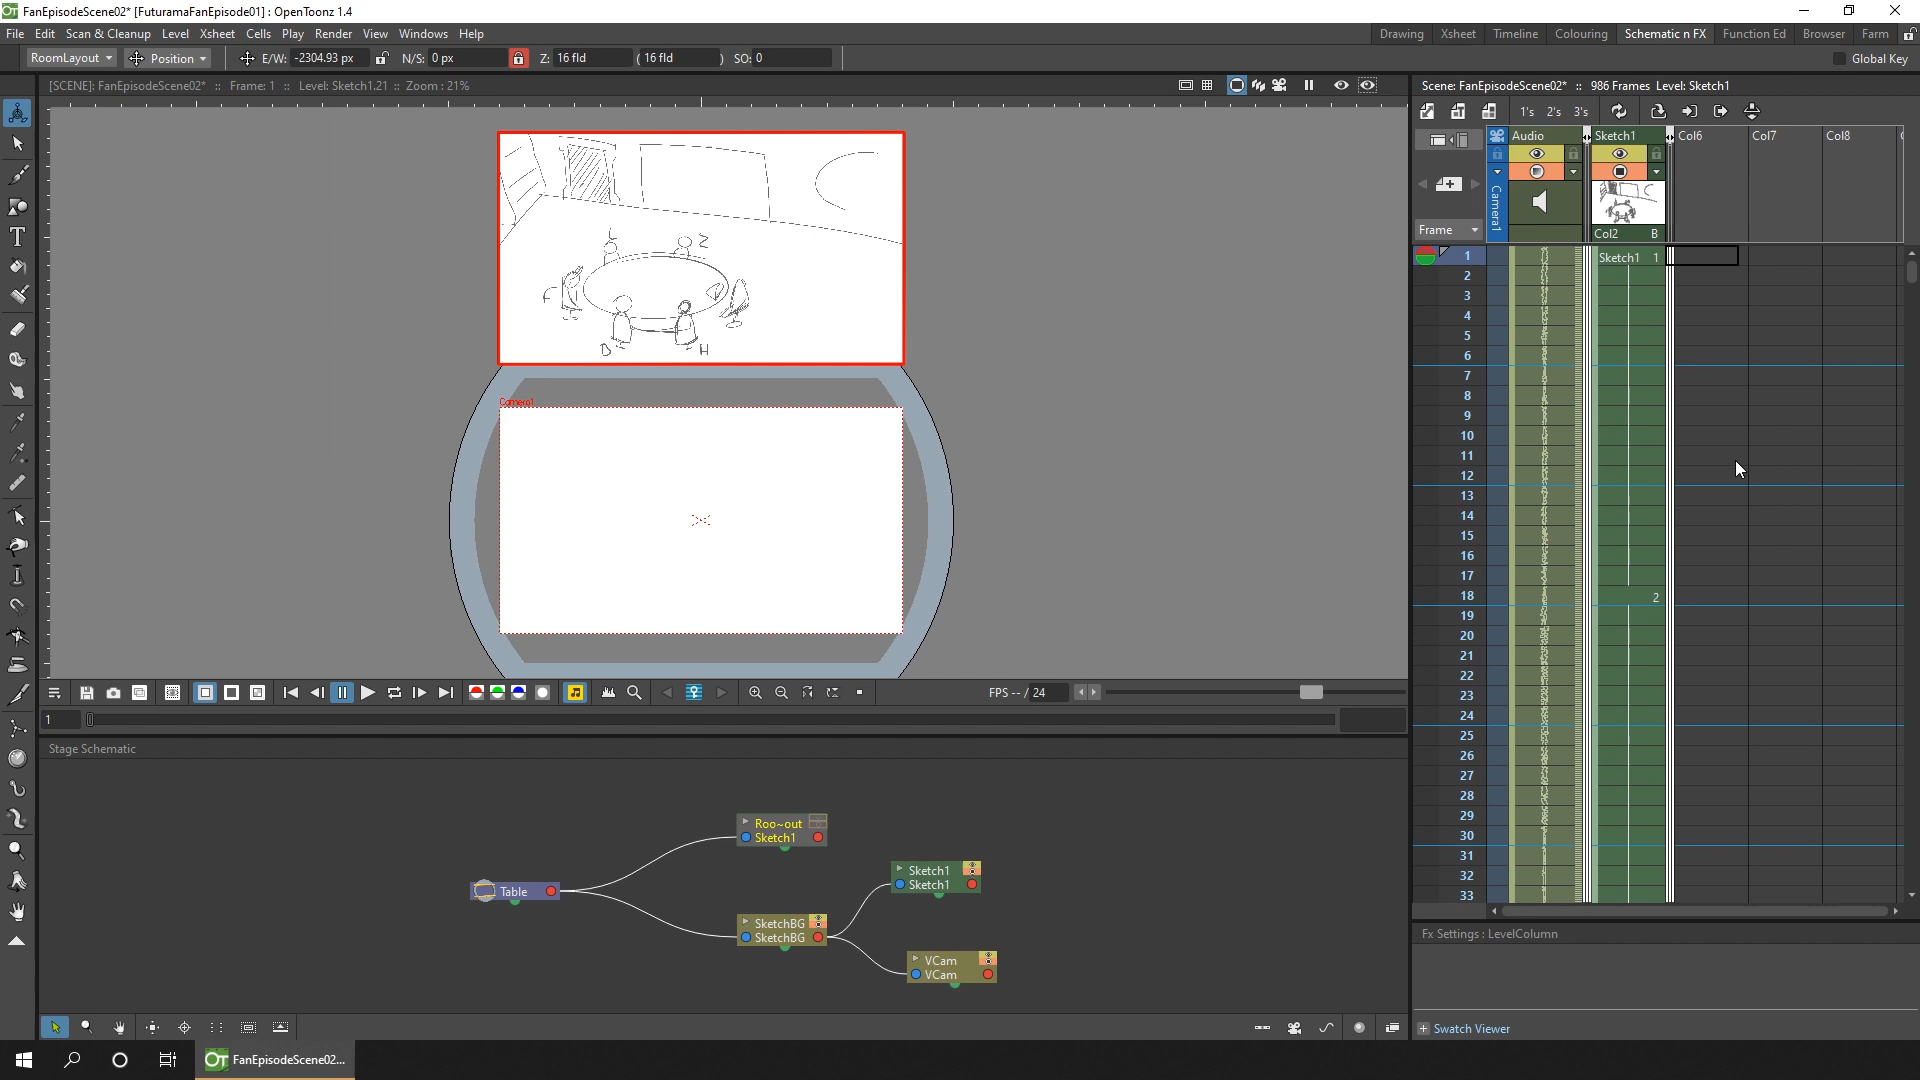 FanEpisodeScene02* [FuturamaFanEpisode01] : OpenToonz 1.4
File Edit Scan & Cleanup Level Xsheet Cells Play Render View Windows Help
Drawing Xsheet Timeline Colouring Schematic n FX Function Ed Browser Farm
RoomLayout Position E/W: -2304.93 px N/S: 0 px Z: 16 fld ( 16 fld ) SO: 0
Global Key
[SCENE]: FanEpisodeScene02* :: Frame: 1 :: Level: Sketch1.21 :: Zoom : 21%
Scene: FanEpisodeScene02* :: 986 Frames Level: Sketch1
1's 2's 3's
Audio Sketch1 Col6 Col7 Col8
Camera1
Col2 B
Frame
1 Sketch1 1
2
3
4
5
6
7
8
9
10
11
12
13
14
15
16
17
18 2
19
20
21
22
23
24
25
26
27
28
29
30
31
32
33
L Z
F
B H
Camera1
FPS -- / 24
1
Stage Schematic
Roo~out
Sketch1
Table
Sketch1
Sketch1
SketchBG
SketchBG
VCam
VCam
Fx Settings : LevelColumn
Swatch Viewer
OT FanEpisodeScene02...